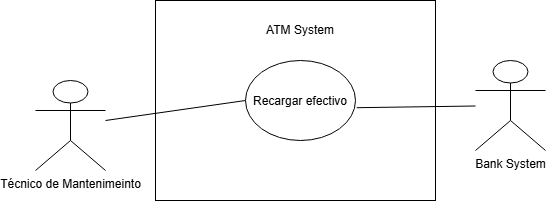 ATM System
Recargar efectivo
Bank System
Técnico de Mantenimeinto